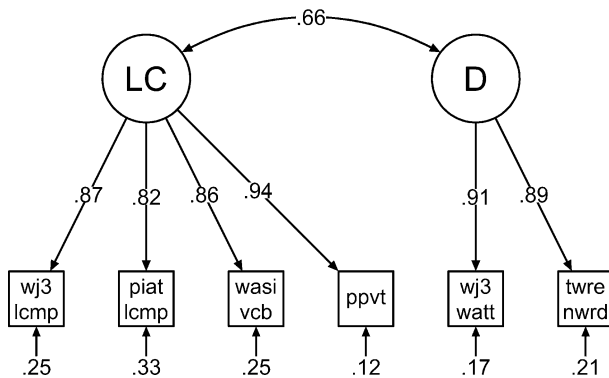 .66
LC
D
.87
.82
.86
.94
.91
.89
wj3
lcmp
piat
lcmp
wasi
vcb
ppvt
wj3
watt
twre
nwrd
.25
.33
.25
.12
.17
.21